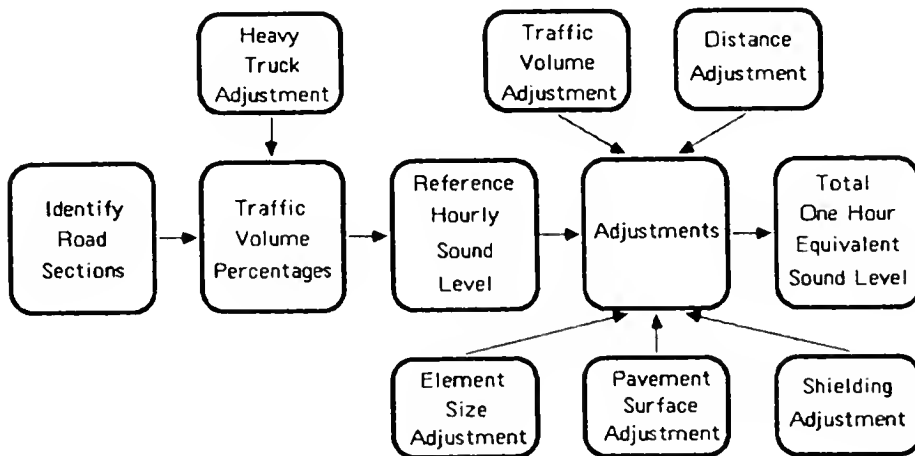 Heavy
Truck
Adjustment
Traffic
Volume
Adjustment
Distance
Adjustment
Identify
Road
Sections
Traffic
Volume
Percentages
Reference
Hourly
Sound
Level
Adjustments
Total
One Hour
Equivalent
Sound Level
Element
Size
Adjustment
Pavement
Surface
Adjustment
Shielding
Adjustment